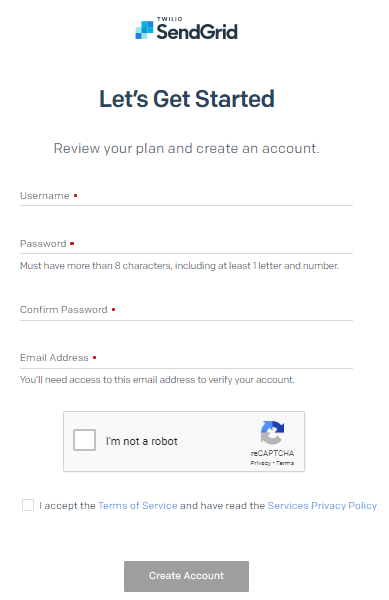 TWILIO
SendGrid
Let's Get Started
Review your plan and create an account.
Username
Password
Must have more than 8 characters, including at least 1 letter and number.
Confirm Password
Email Address
You'll need access to this email address to verify your account.
I'm not a robot
reCAPTCHA
Privacy - Terms
I accept the Terms of Service and have read the Services Privacy Policy
Create Account